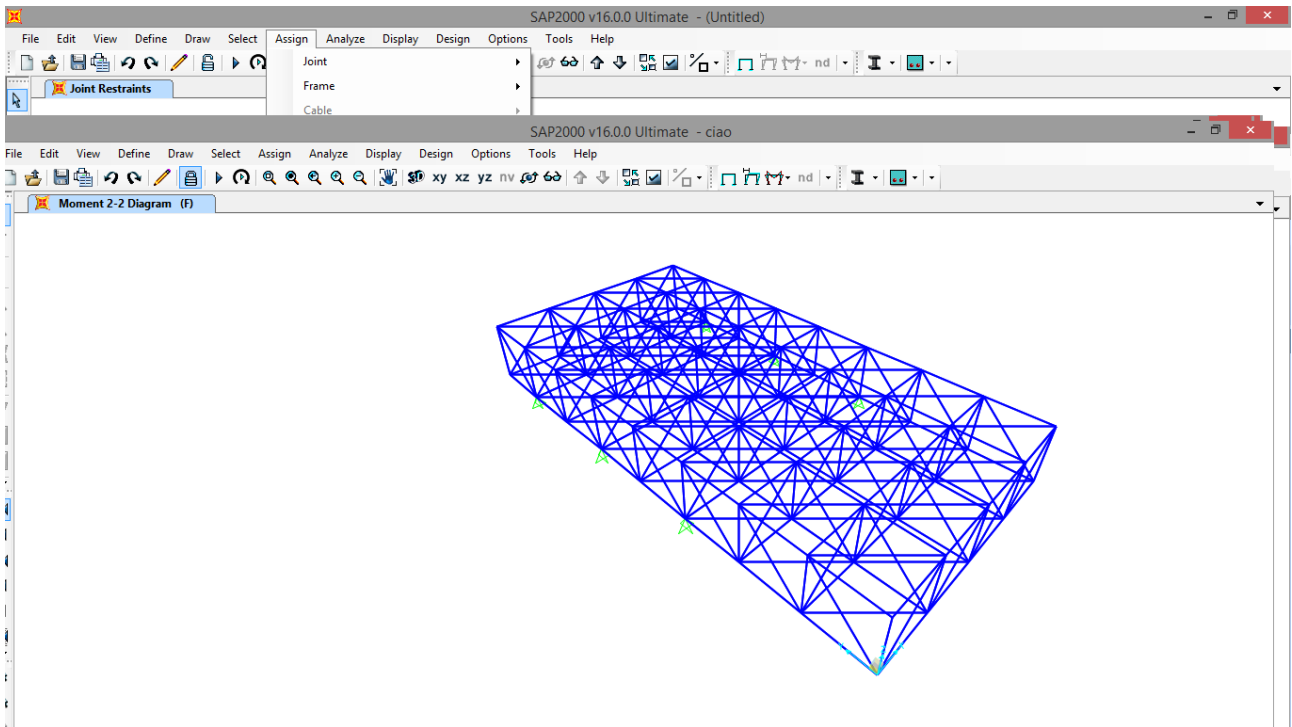 SAP2000 v16.0.0 Ultimate - (Untitled)
File Edit View Define Draw Select Assign Analyze Display Design Options Tools Help
Joint
nd
Joint Restraints
Frame
Cable
SAP2000 v16.0.0 Ultimate - ciao
File Edit View Define Draw Select Assign Analyze Display Design Options Tools Help
3D xy xz yz nv nd
Moment 2-2 Diagram (F)